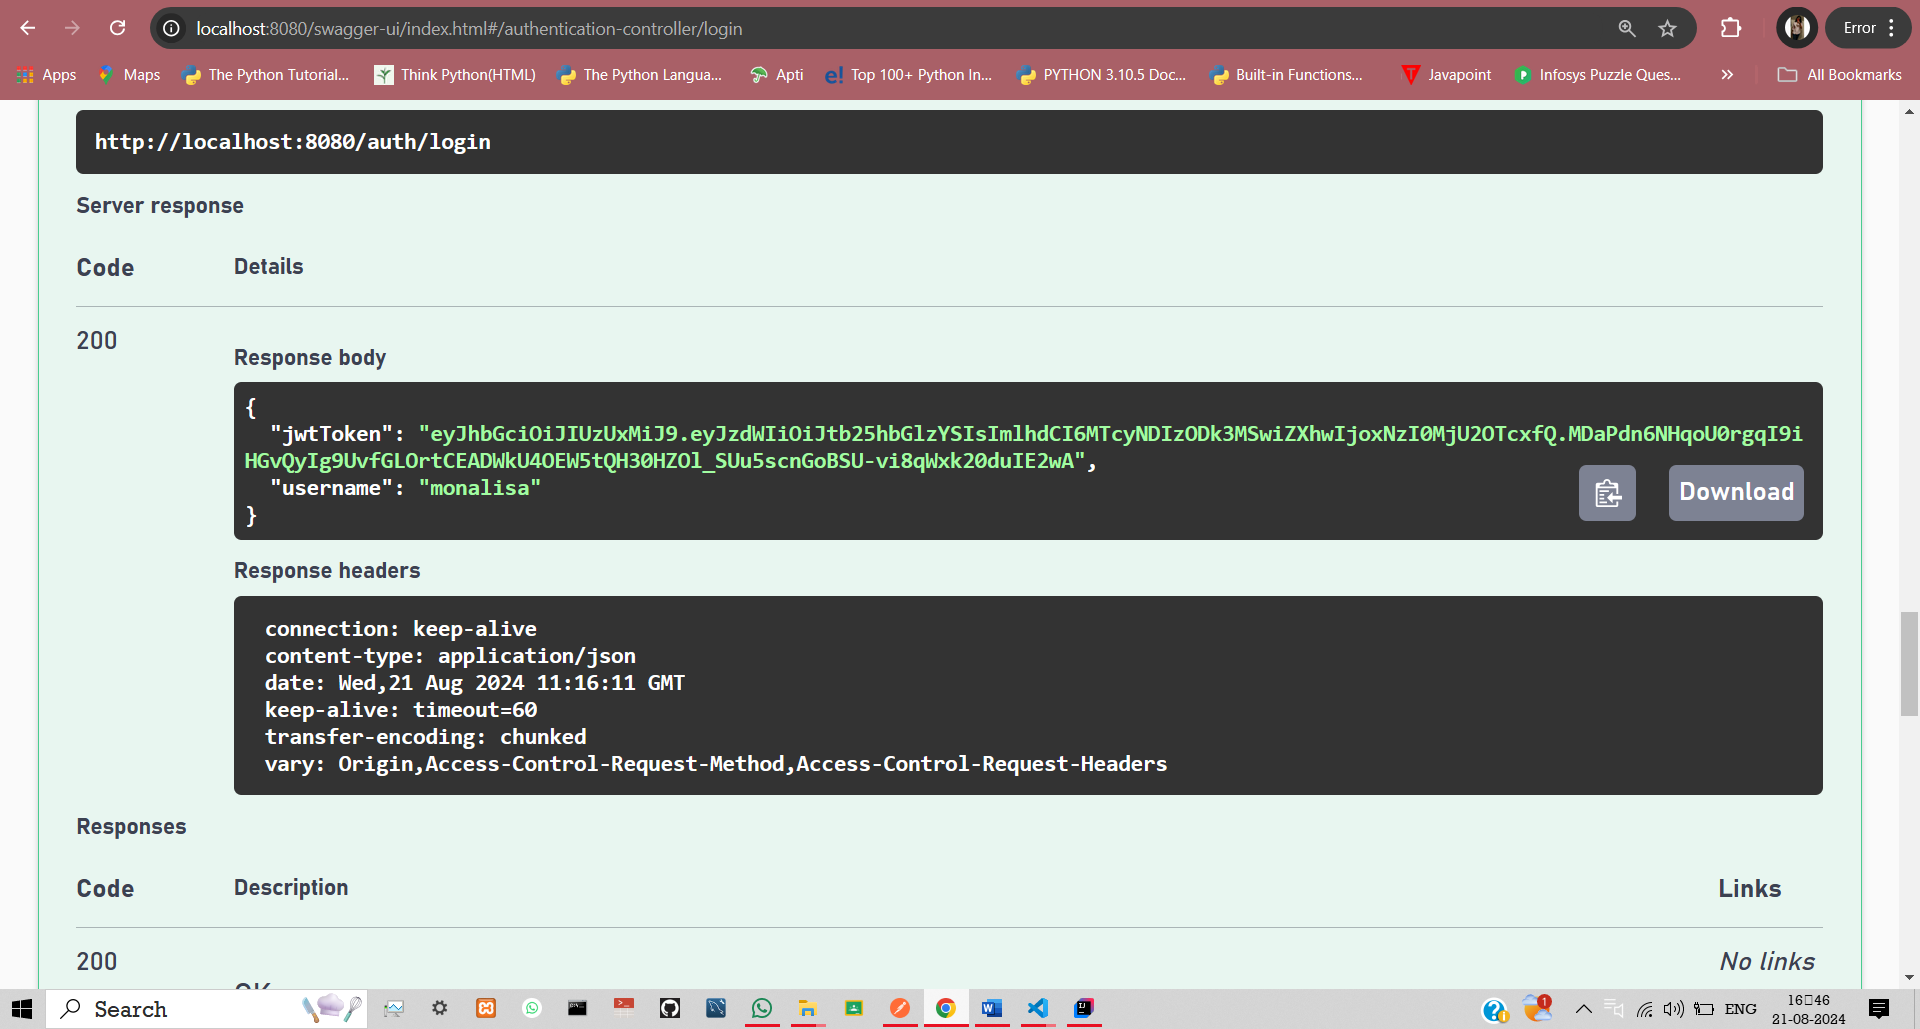 localhost:8080/swagger-ui/index.html#/authentication-controller/login
Error
Apps Maps The Python Tutorial... Think Python(HTML) The Python Langua... Apti Top 100+ Python In... PYTHON 3.10.5 Doc... Built-in Functions... Javapoint Infosys Puzzle Ques... All Bookmarks
http://localhost:8080/auth/login
Server response
Code Details
200
Response body
{
"jwtToken": "eyJhbGciOiJIUzUxMiJ9.eyJzdWIiOiJtb25hbGlzYSIsImlhdCI6MTcyNDIzODk3MSwiZXhwIjoxNzI0MjU2OTcxfQ.MDaPdn6NHqoU0rgqI9i
HGvQyIg9UvfGLOrtCEADWkU4OEW5tQH30HZOl_SUu5scnGoBSU-vi8qWxk20duIE2wA",
"username": "monalisa"
}
Download
Response headers
connection: keep-alive
content-type: application/json
date: Wed,21 Aug 2024 11:16:11 GMT
keep-alive: timeout=60
transfer-encoding: chunked
vary: Origin,Access-Control-Request-Method,Access-Control-Request-Headers
Responses
Code Description Links
200 No links
OK
Search
ENG
16 46
21-08-2024